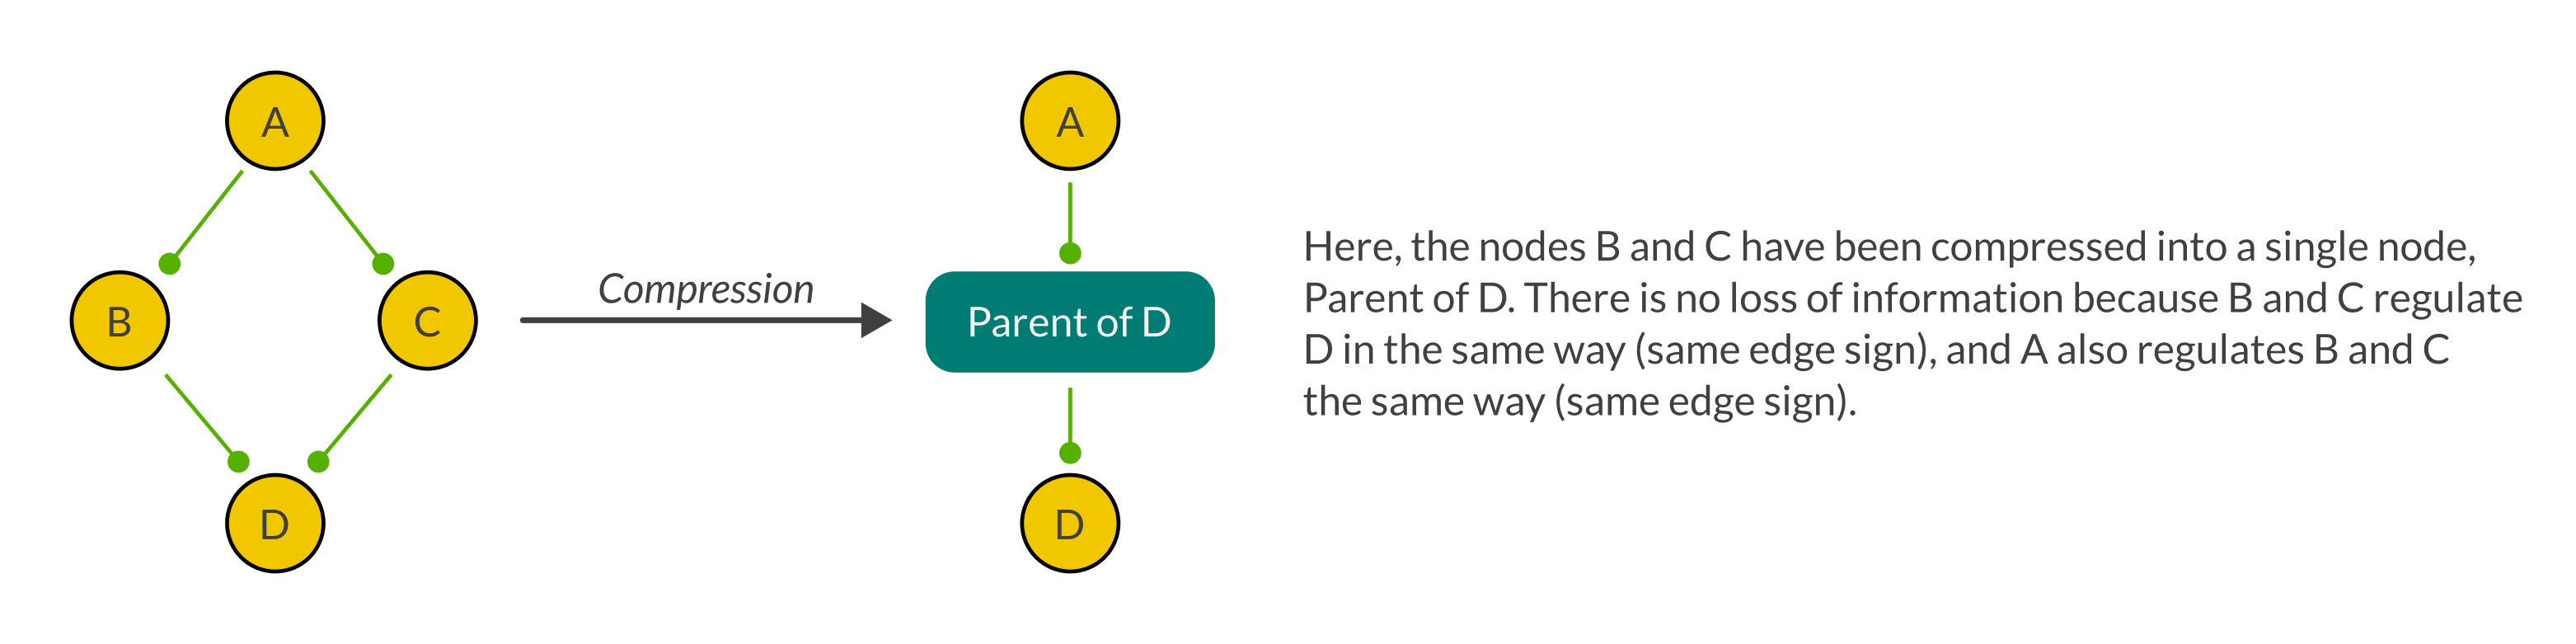 A
B
C
D
Compression
A
Parent of D
D
Here, the nodes B and C have been compressed into a single node,
Parent of D. There is no loss of information because B and C regulate
D in the same way (same edge sign), and A also regulates B and C
the same way (same edge sign).